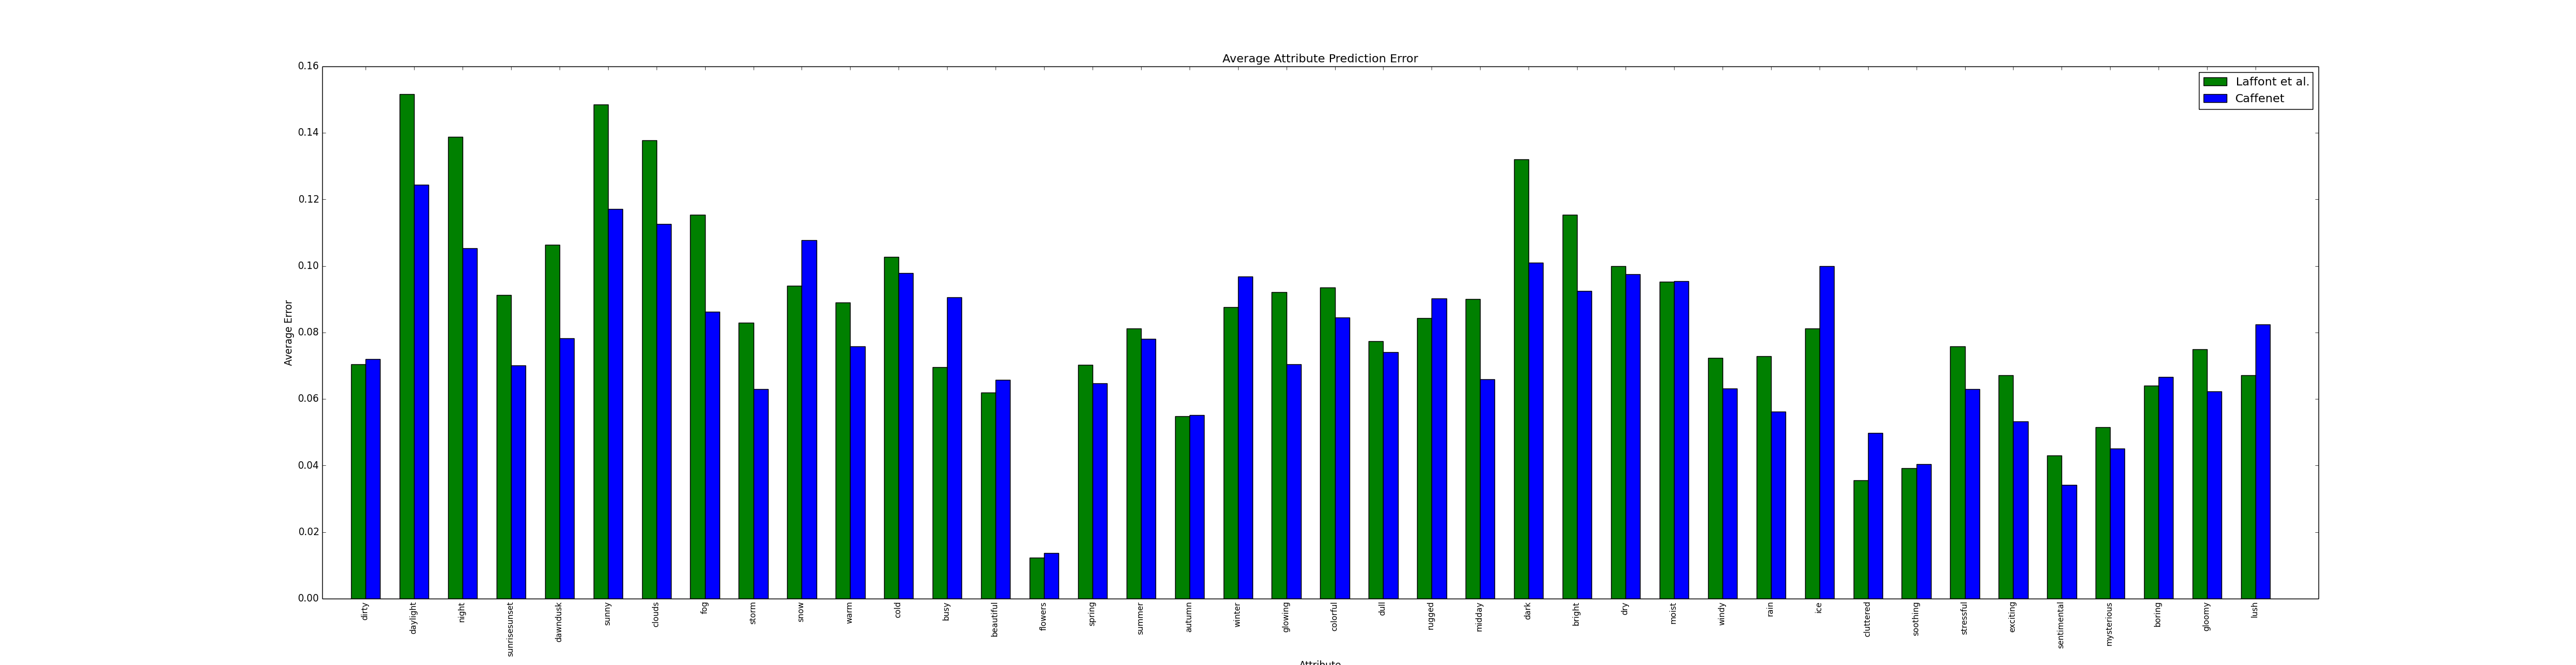 Average Attribute Prediction Error
0.16
0.14
0.12
0.10
0.08
0.06
0.04
0.02
0.00
Average Error
Laffont et al.
Caffenet
dirty
daylight
night
sunrisesunset
dawndusk
sunny
clouds
fog
storm
snow
warm
cold
busy
beautiful
flowers
spring
summer
autumn
winter
glowing
colorful
dull
rugged
midday
dark
bright
dry
moist
windy
rain
ice
cluttered
soothing
stressful
exciting
sentimental
mysterious
boring
gloomy
lush
Attribute